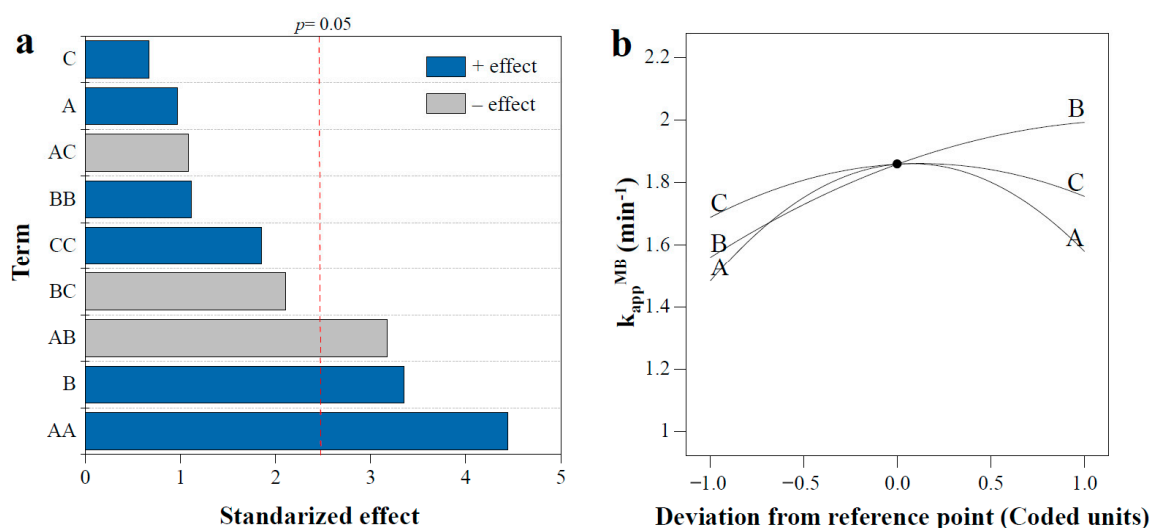 a
p= 0.05
+ effect
– effect
C
A
AC
BB
CC
BC
AB
B
AA
Term
0 1 2 3 4 5
Standarized effect
b
2.2
2
1.8
1.6
1.4
1.2
1
k_app^MB (min⁻¹)
B
C
A
C
B
A
−1.0 −0.5 0.0 0.5 1.0
Deviation from reference point (Coded units)